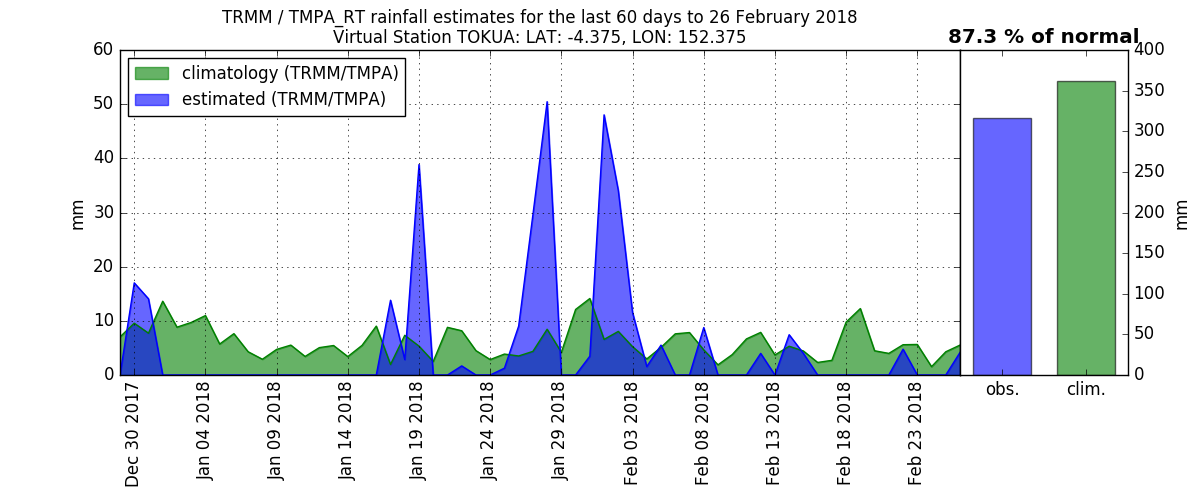 TRMM / TMPA_RT rainfall estimates for the last 60 days to 26 February 2018
Virtual Station TOKUA: LAT: -4.375, LON: 152.375
87.3 % of normal
climatology (TRMM/TMPA)
estimated (TRMM/TMPA)
60
50
40
30
20
10
0
mm
Dec 30 2017
Jan 04 2018
Jan 09 2018
Jan 14 2018
Jan 19 2018
Jan 24 2018
Jan 29 2018
Feb 03 2018
Feb 08 2018
Feb 13 2018
Feb 18 2018
Feb 23 2018
obs.
clim.
400
350
300
250
200
150
100
50
0
mm